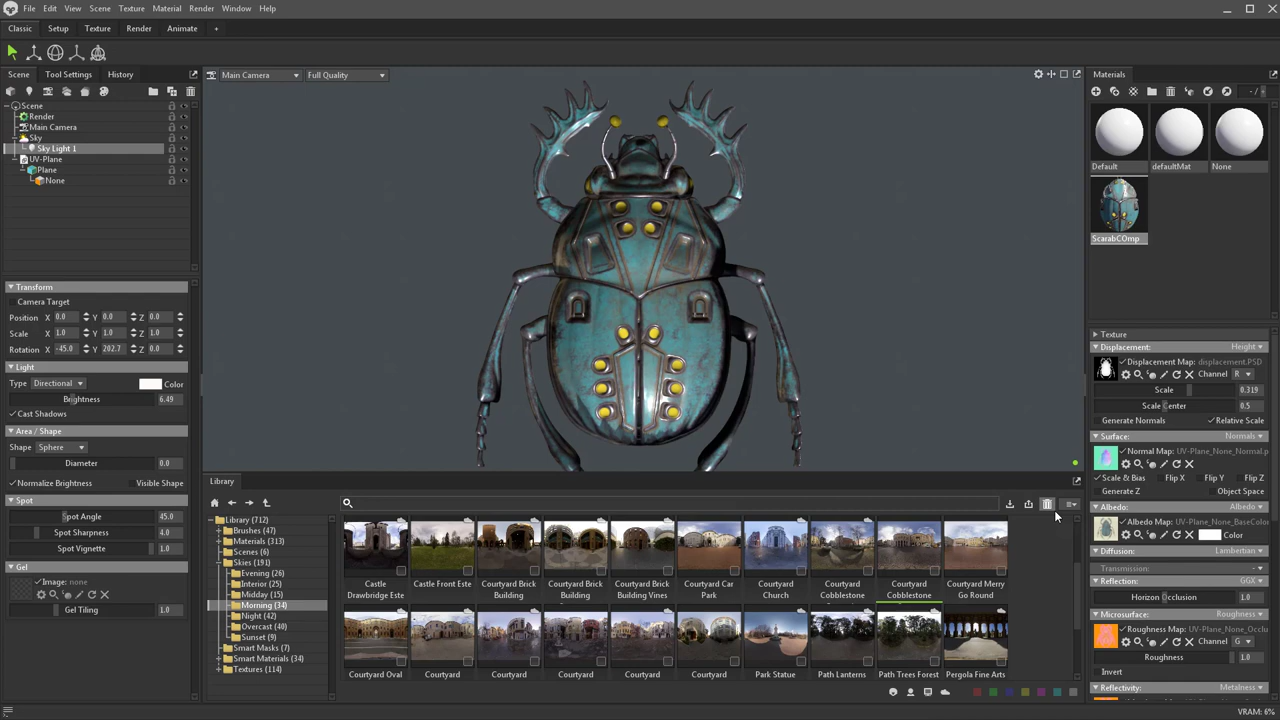 File Edit View Scene Texture Material Render Window Help
Classic Setup Texture Render Animate +
Scene Tool Settings History
Main Camera Full Quality
Materials
- /
Scene
Render
Main Camera
Sky
Sky Light 1
UV-Plane
Plane
None
Default defaultMat None
ScarabCOmp
Transform
Camera Target
Position X 0.0 Y 0.0 Z 0.0
Scale X 1.0 Y 1.0 Z 1.0
Rotation X -45.0 Y 202.7 Z 0.0
Light
Type Directional Color
Brightness 6.49
Cast Shadows
Area / Shape
Shape Sphere
Diameter 0.0
Normalize Brightness Visible Shape
Spot
Spot Angle 45.0
Spot Sharpness 4.0
Spot Vignette 1.0
Gel
Image: none
Gel Tiling 1.0
Library
Library (712)
Brushes (47)
Materials (313)
Scenes (6)
Skies (191)
Evening (26)
Interior (25)
Midday (15)
Morning (34)
Night (42)
Overcast (40)
Sunset (9)
Smart Masks (7)
Smart Materials (34)
Textures (114)
Castle Drawbridge Este
Castle Front Este
Courtyard Brick Building
Courtyard Brick Building
Courtyard Brick Building Vines
Courtyard Car Park
Courtyard Church
Courtyard Cobblestone
Courtyard Cobblestone
Courtyard Merry Go Round
Courtyard Oval
Courtyard
Courtyard
Courtyard
Courtyard
Courtyard
Park Statue
Path Lanterns
Path Trees Forest
Pergola Fine Arts
Texture
Displacement: Height
Displacement Map: displacement.PSD
Channel R
Scale 0.319
Scale Center 0.5
Generate Normals Relative Scale
Surface: Normals
Normal Map: UV-Plane_None_Normal.p
Scale & Bias Flip X Flip Y Flip Z
Generate Z Object Space
Albedo: Albedo
Albedo Map: UV-Plane_None_BaseColor
Color
Diffusion: Lambertian
Transmission:
Reflection: GGX
Horizon Occlusion 1.0
Microsurface: Roughness
Roughness Map: UV-Plane_None_Occlu
Channel G
Roughness 1.0
Invert
Reflectivity: Metalness
VRAM: 6%